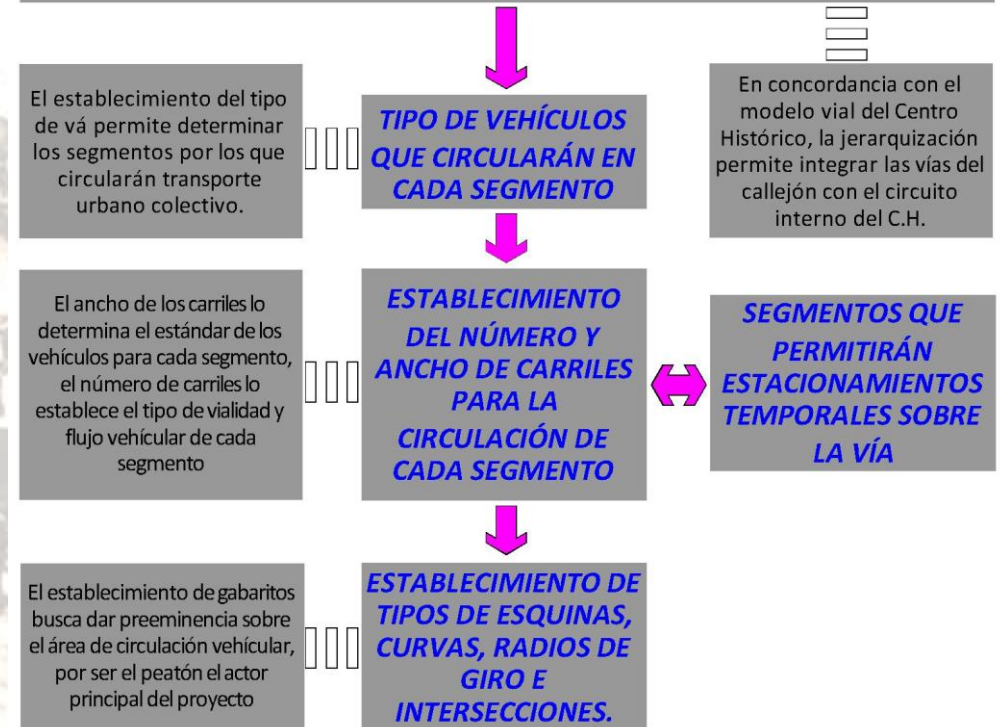 El establecimiento del tipo
de vá permite determinar
los segmentos por los que
circularán transporte
urbano colectivo.
TIPO DE VEHÍCULOS
QUE CIRCULARÁN EN
CADA SEGMENTO
En concordancia con el
modelo vial del Centro
Histórico, la jerarquización
permite integrar las vías del
callejón con el circuito
interno del C.H.
El ancho de los carriles lo
determina el estándar de los
vehículos para cada segmento,
el número de carriles lo
establece el tipo de vialidad y
flujo vehícular de cada
segmento
ESTABLECIMIENTO
DEL NÚMERO Y
ANCHO DE CARRILES
PARA LA
CIRCULACIÓN DE
CADA SEGMENTO
SEGMENTOS QUE
PERMITIRÁN
ESTACIONAMIENTOS
TEMPORALES SOBRE
LA VÍA
El establecimiento de gabaritos
busca dar preeminencia sobre
el área de circulación vehícular,
por ser el peatón el actor
principal del proyecto
ESTABLECIMIENTO DE
TIPOS DE ESQUINAS,
CURVAS, RADIOS DE
GIRO E
INTERSECCIONES.